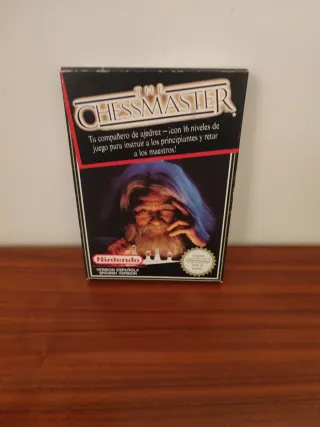 THE
CHESSMASTER
Tu compañero de ajedrez – ¡con 16 niveles de
juego para instruir a los principiantes y retar
a los maestros!
Nintendo
VERSION ESPAÑOLA
SPANISH VERSION